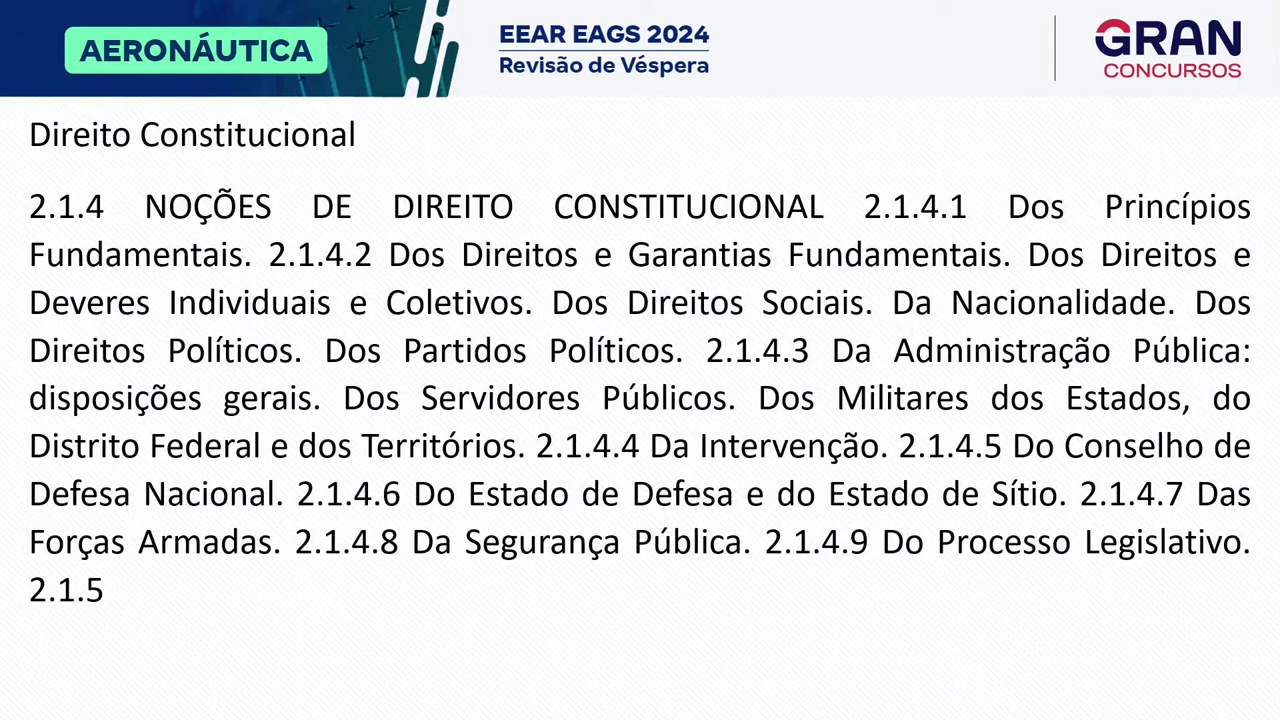 AERONÁUTICA
EEAR EAGS 2024
Revisão de Véspera
GRAN
CONCURSOS
Direito Constitucional
2.1.4 NOÇÕES DE DIREITO CONSTITUCIONAL 2.1.4.1 Dos Princípios
Fundamentais. 2.1.4.2 Dos Direitos e Garantias Fundamentais. Dos Direitos e
Deveres Individuais e Coletivos. Dos Direitos Sociais. Da Nacionalidade. Dos
Direitos Políticos. Dos Partidos Políticos. 2.1.4.3 Da Administração Pública:
disposições gerais. Dos Servidores Públicos. Dos Militares dos Estados, do
Distrito Federal e dos Territórios. 2.1.4.4 Da Intervenção. 2.1.4.5 Do Conselho de
Defesa Nacional. 2.1.4.6 Do Estado de Defesa e do Estado de Sítio. 2.1.4.7 Das
Forças Armadas. 2.1.4.8 Da Segurança Pública. 2.1.4.9 Do Processo Legislativo.
2.1.5